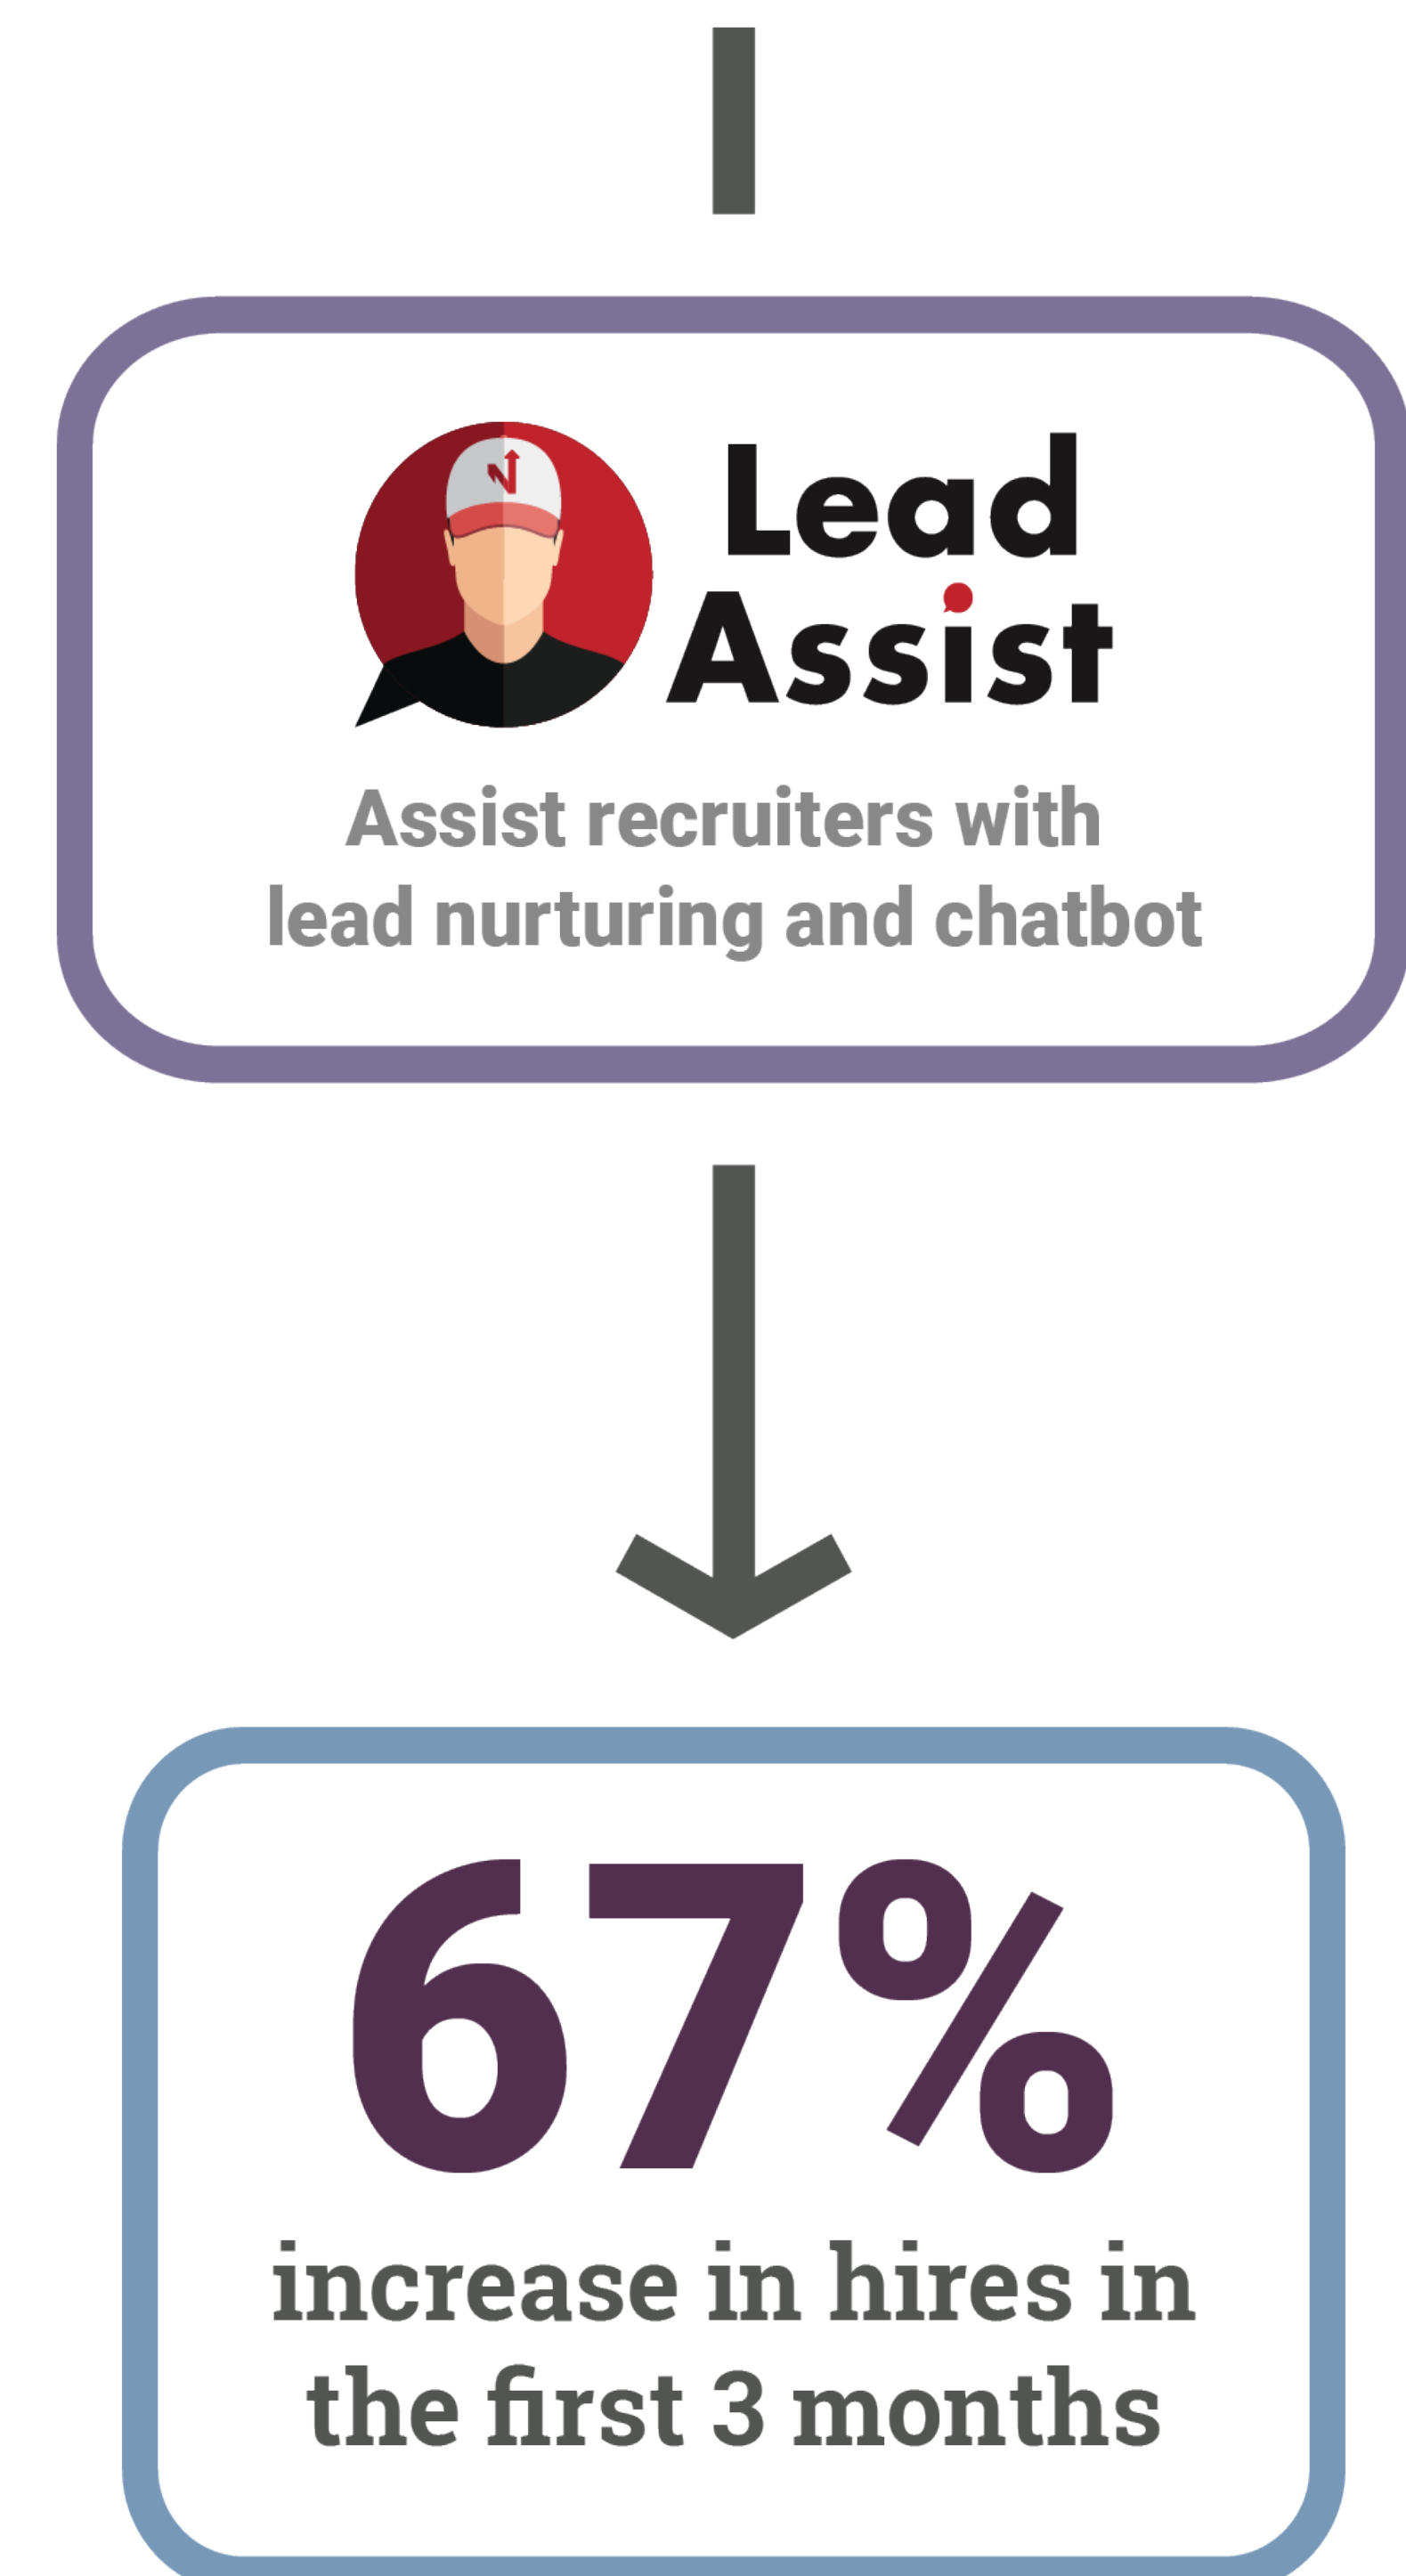 Lead
Assist
Assist recruiters with
lead nurturing and chatbot
67%
increase in hires in
the first 3 months